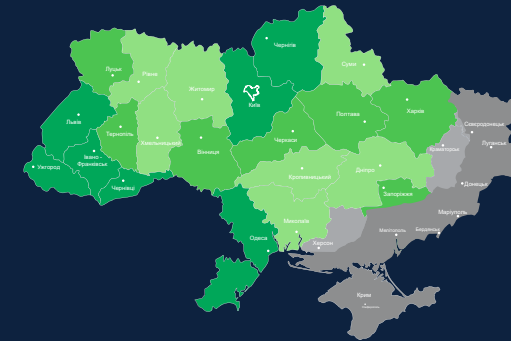 Чернігів
Суми
Луцьк
Рівне
Житомир
Київ
Львів
Тернопіль
Хмельницький
Вінниця
Черкаси
Полтава
Харків
Сєвєродонецьк
Луганськ
Краматорськ
Івано-
Франківськ
Ужгород
Чернівці
Кропивницький
Дніпро
Донецьк
Запоріжжя
Маріуполь
Миколаїв
Мелітополь
Бердянськ
Одеса
Херсон
Крим